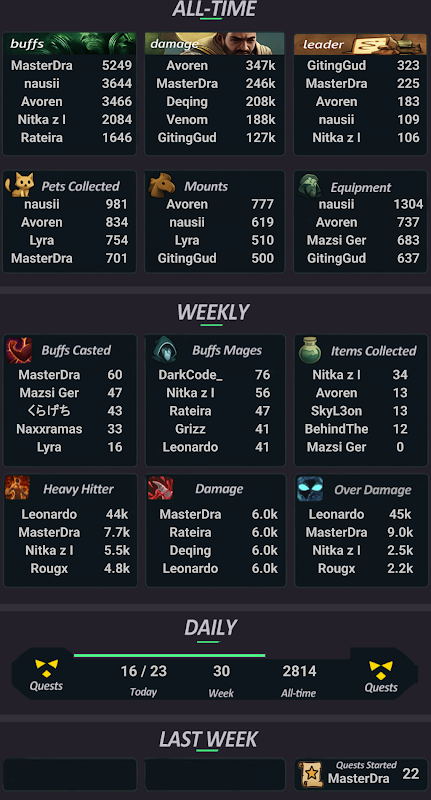 ALL-TIME
buffs
MasterDra 5249
nausii 3644
Avoren 3466
Nitka z l 2084
Rateira 1646
damage
Avoren 347k
MasterDra 246k
Deqing 208k
Venom 188k
GitingGud 127k
leader
GitingGud 323
MasterDra 225
Avoren 183
nausii 109
Nitka z l 106
Pets Collected
nausii 981
Avoren 834
Lyra 754
MasterDra 701
Mounts
Avoren 777
nausii 619
Lyra 510
GitingGud 500
Equipment
nausii 1304
Avoren 737
Mazsi Ger 683
GitingGud 637
WEEKLY
Buffs Casted
MasterDra 60
Mazsi Ger 47
くらげち 43
Naxxramas 33
Lyra 16
Buffs Mages
DarkCode_ 76
Nitka z l 56
Rateira 47
Grizz 41
Leonardo 41
Items Collected
Nitka z l 34
Avoren 13
SkyL3on 13
BehindThe 12
Mazsi Ger 0
Heavy Hitter
Leonardo 44k
MasterDra 7.7k
Nitka z l 5.5k
Rougx 4.8k
Damage
MasterDra 6.0k
Rateira 6.0k
Deqing 6.0k
Leonardo 6.0k
Over Damage
Leonardo 45k
MasterDra 9.0k
Nitka z l 2.5k
Rougx 2.2k
DAILY
Quests
16 / 23
Today
30
Week
2814
All-time
Quests
LAST WEEK
Quests Started
MasterDra 22